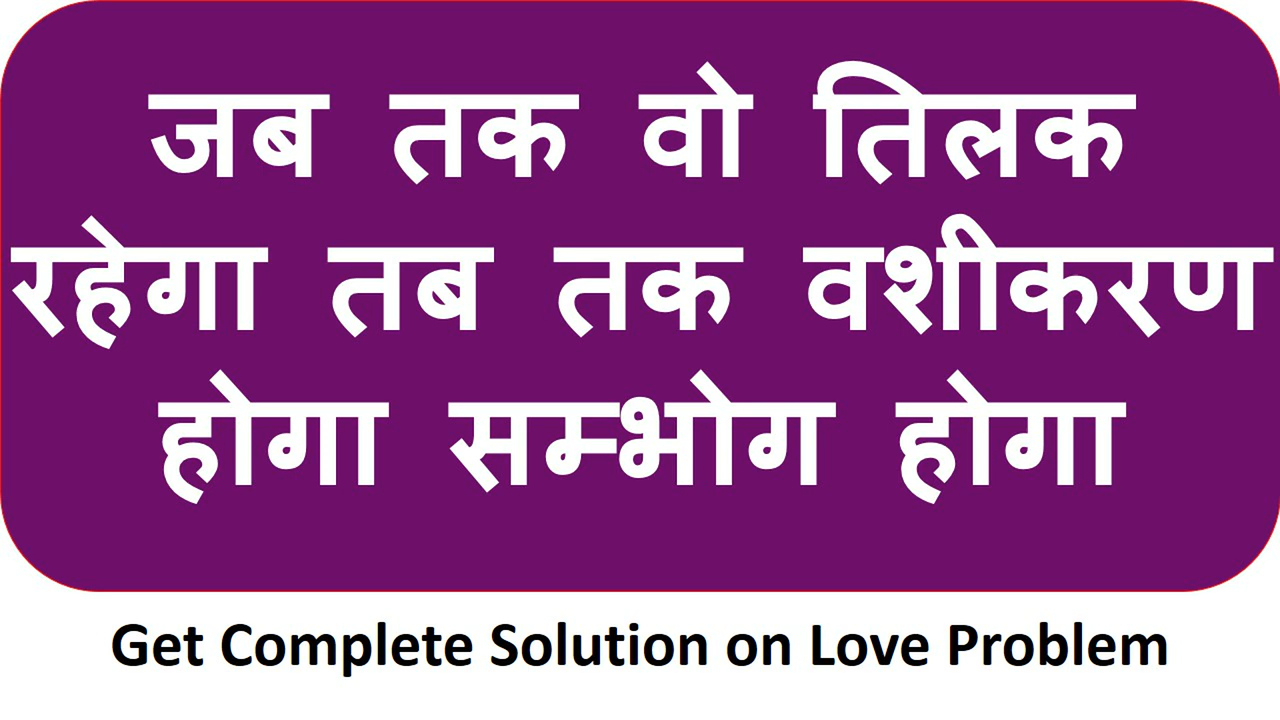 जब तक वो तिलक
रहेगा तब तक वशीकरण
होगा सम्भोग होगा
Get Complete Solution on Love Problem